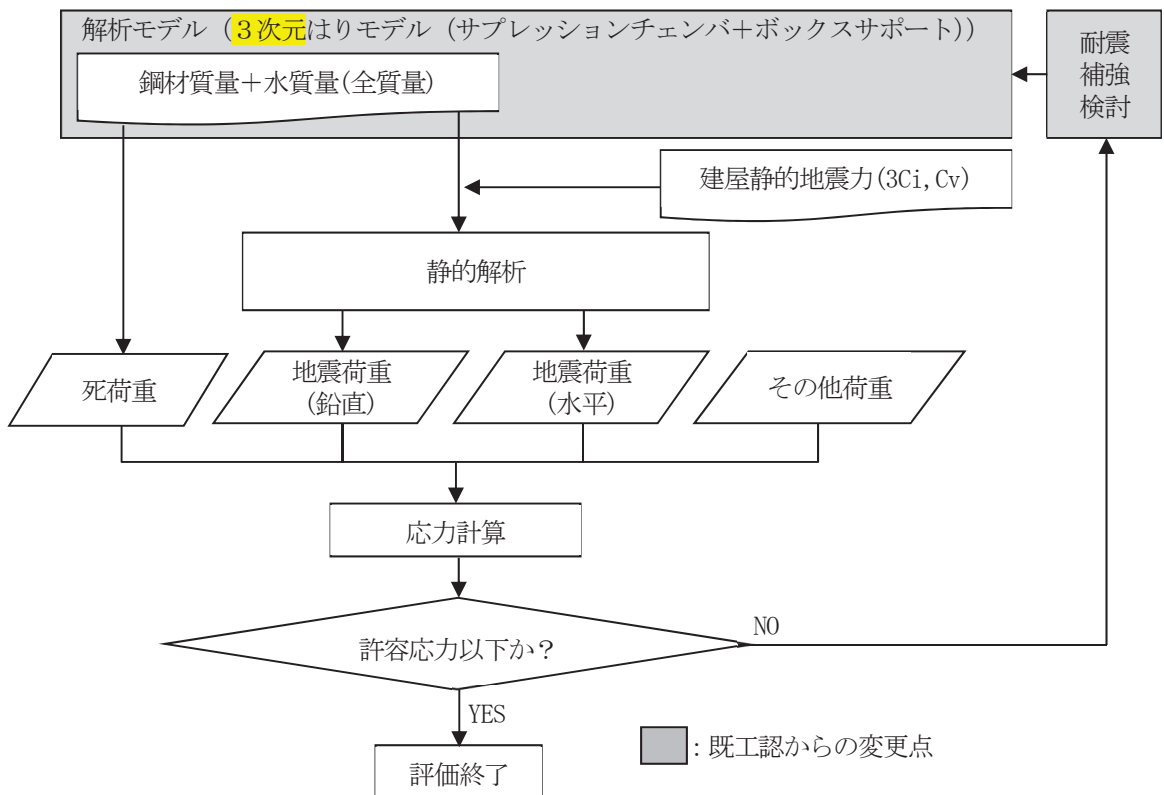 解析モデル（３次元はりモデル（サプレッションチェンバ＋ボックスサポート））
鋼材質量＋水質量(全質量)
耐震
補強
検討
建屋静的地震力(3Ci,Cv)
静的解析
死荷重
地震荷重
(鉛直)
地震荷重
(水平)
その他荷重
応力計算
許容応力以下か？
NO
YES
評価終了
：既工認からの変更点